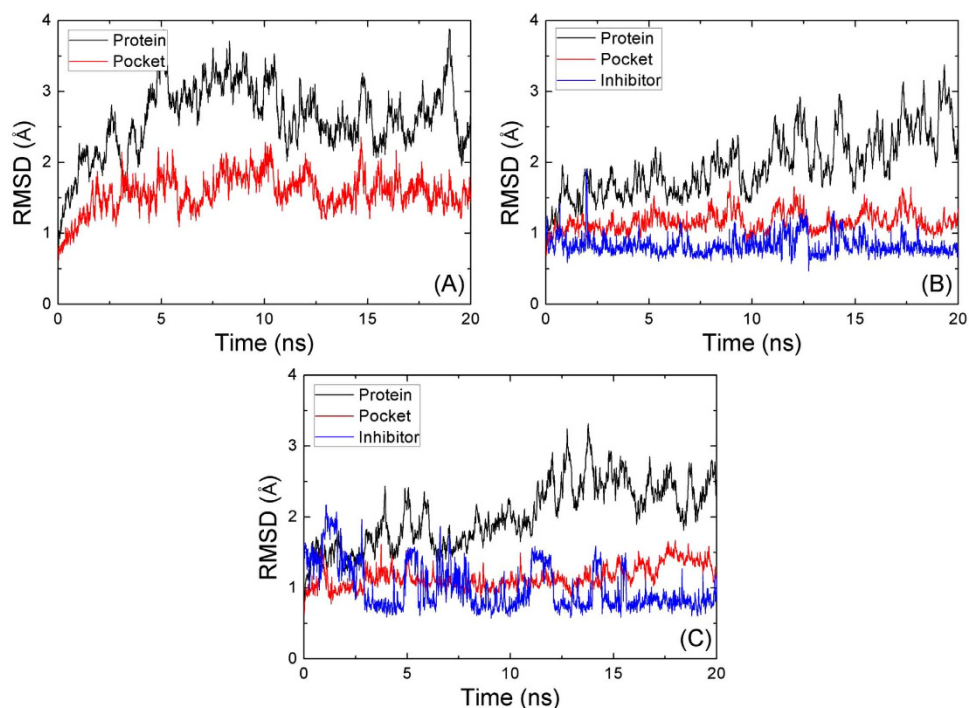 4
3
2
1
0
RMSD (Å)
Protein
Pocket
(A)
0 5 10 15 20
Time (ns)
4
3
2
1
0
RMSD (Å)
Protein
Pocket
Inhibitor
(B)
0 5 10 15 20
Time (ns)
4
3
2
1
0
RMSD (Å)
Protein
Pocket
Inhibitor
(C)
0 5 10 15 20
Time (ns)